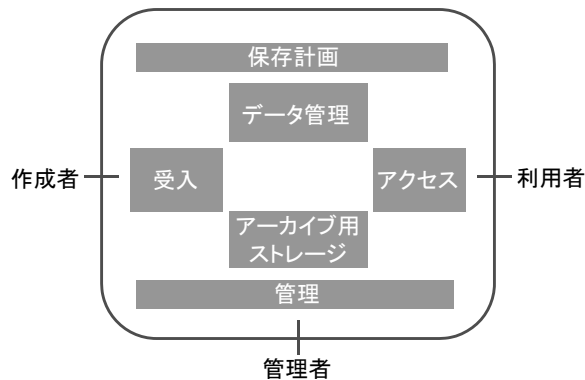 保存計画
データ管理
作成者
受入
アクセス
利用者
アーカイブ用
ストレージ
管理
管理者